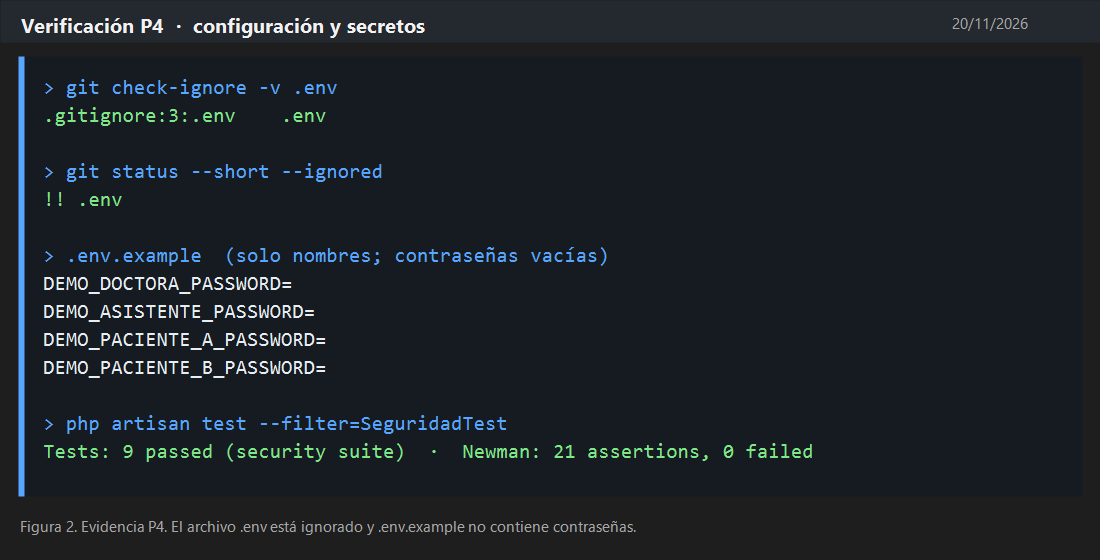 Verificación P4 · configuración y secretos
20/11/2026
> git check-ignore -v .env
.gitignore:3:.env    .env
> git status --short --ignored
!! .env
> .env.example  (solo nombres; contraseñas vacías)
DEMO_DOCTORA_PASSWORD=
DEMO_ASISTENTE_PASSWORD=
DEMO_PACIENTE_A_PASSWORD=
DEMO_PACIENTE_B_PASSWORD=
> php artisan test --filter=SeguridadTest
Tests: 9 passed (security suite)  ·  Newman: 21 assertions, 0 failed
Figura 2. Evidencia P4. El archivo .env está ignorado y .env.example no contiene contraseñas.